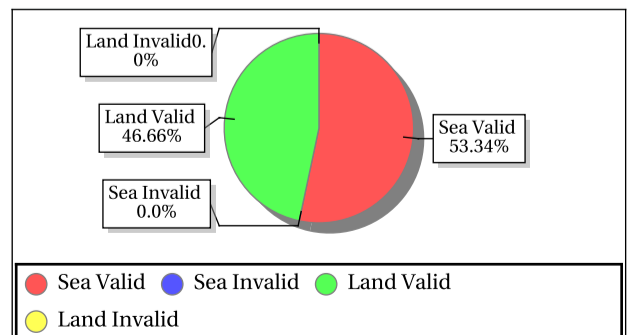 Land Invalid0.
0%
Land Valid
46.66%
Sea Valid
53.34%
Sea Invalid
0.0%
Sea Valid Sea Invalid Land Valid
Land Invalid